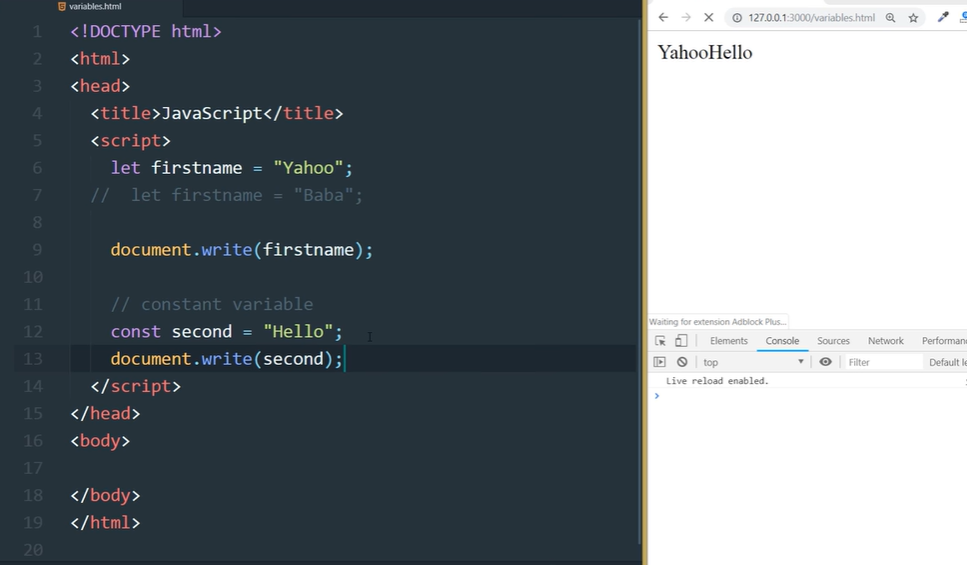 variables.html
1 <!DOCTYPE html>
2 <html>
3 <head>
4 <title>JavaScript</title>
5 <script>
6 let firstname = "Yahoo";
7 // let firstname = "Baba";
8
9 document.write(firstname);
10
11 // constant variable
12 const second = "Hello";
13 document.write(second);
14 </script>
15 </head>
16 <body>
17
18 </body>
19 </html>
20
127.0.0.1:3000/variables.html
YahooHello
Waiting for extension Adblock Plus...
Elements Console Sources Network Performanc
top Filter Default le
Live reload enabled.